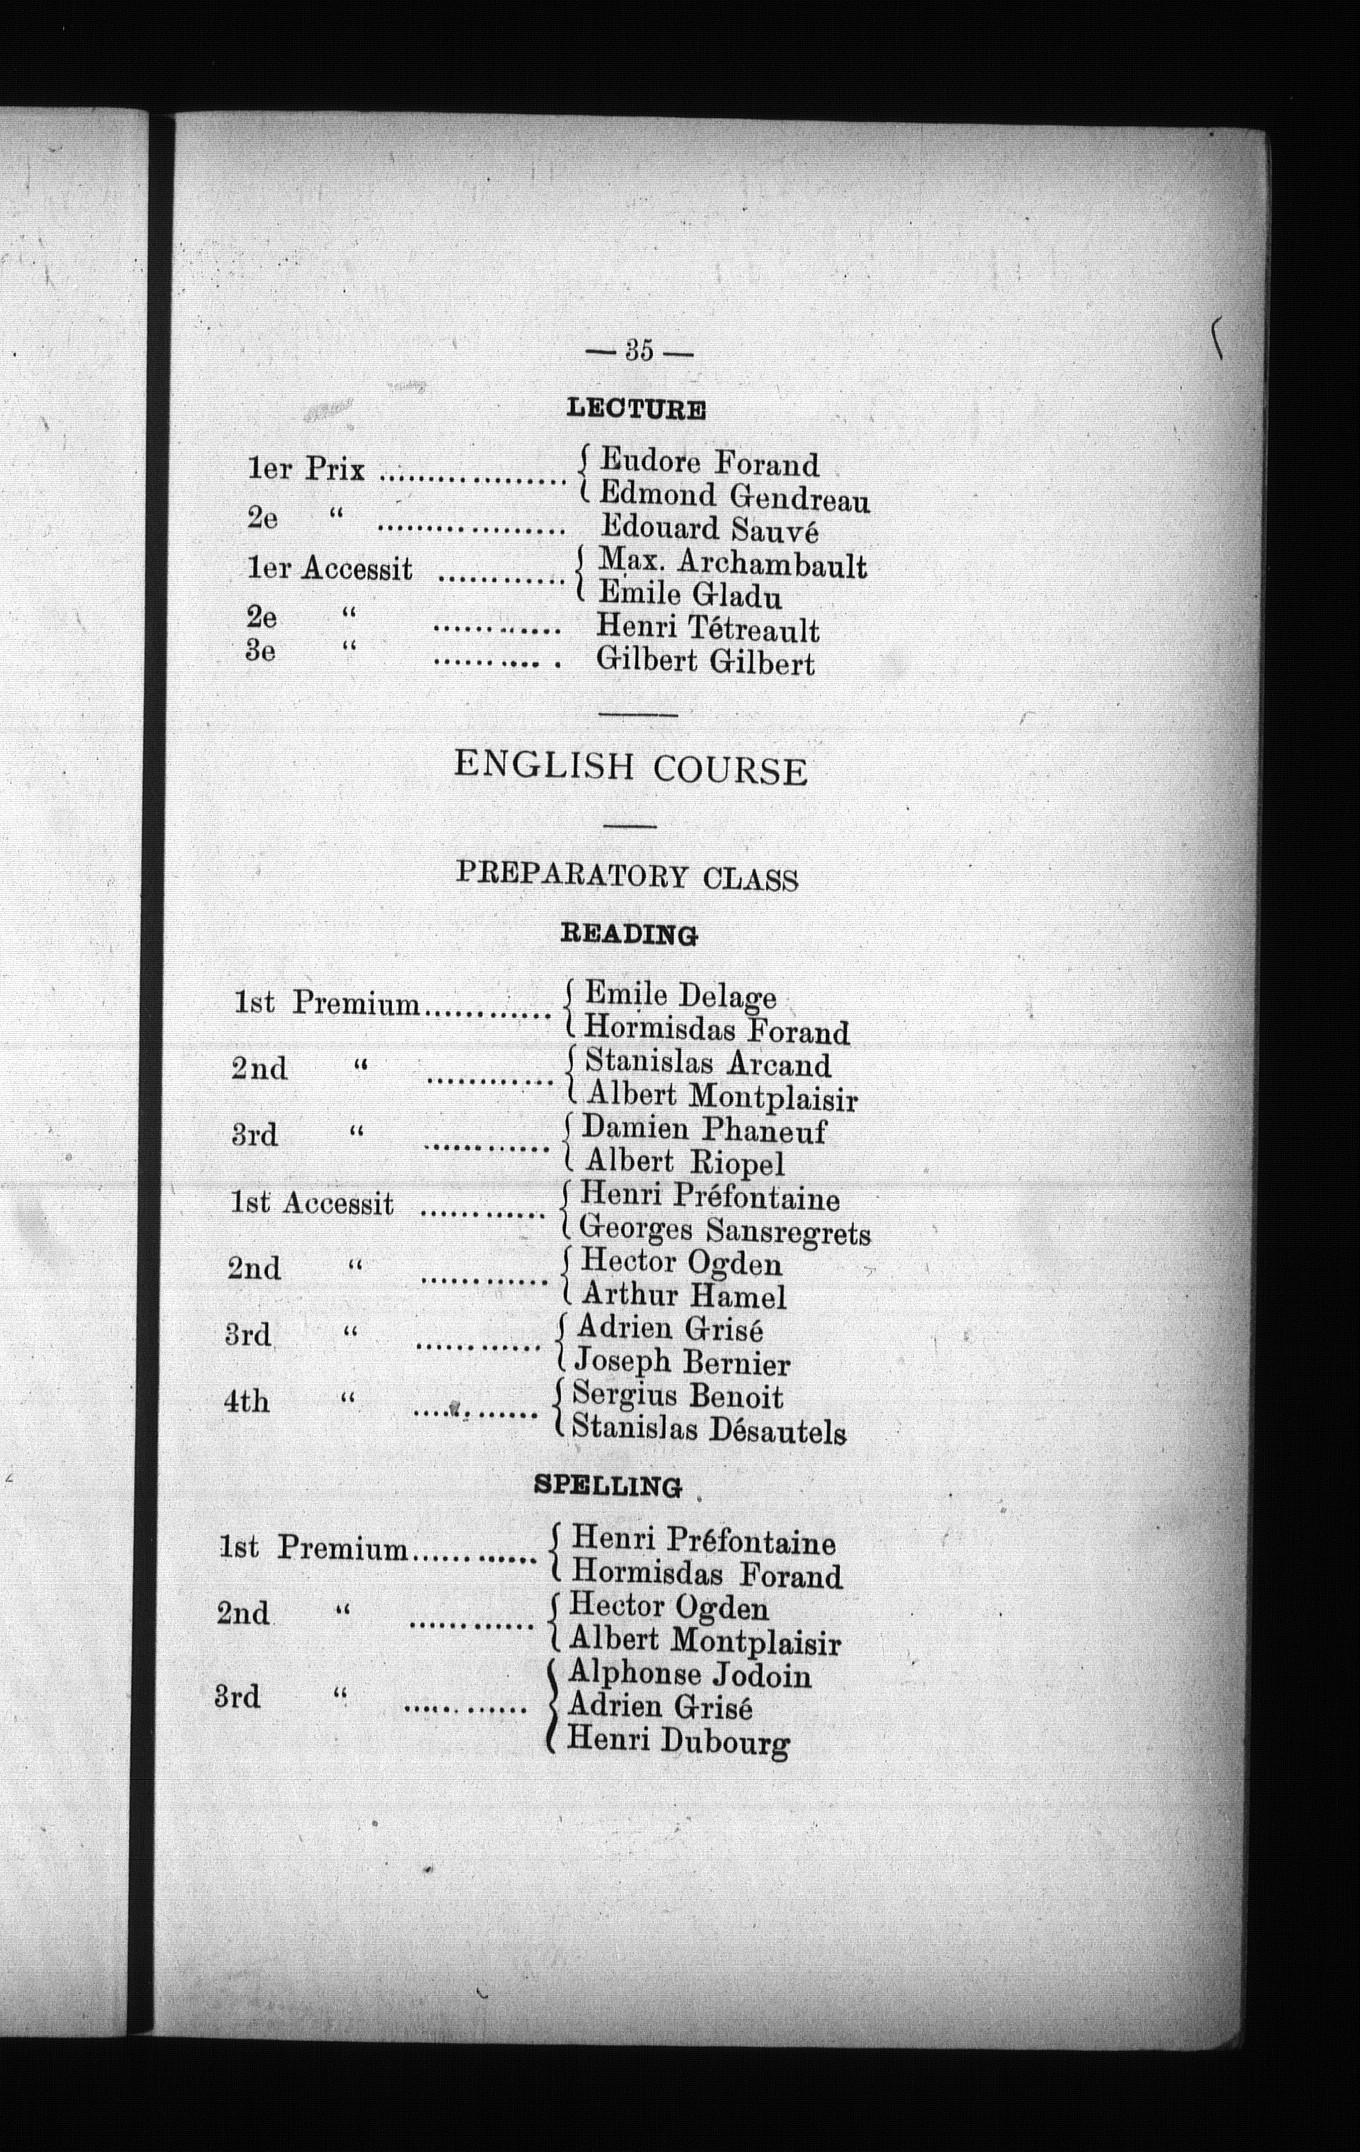 — 35 —
LECTURE
1er Prix .................. { Eudore Forand
{ Edmond Gendreau
2e “ .................. Edouard Sauvé
1er Accessit ............ { Max. Archambault
{ Emile Gladu
2e “ ............ Henri Tétreault
3e “ .......... . Gilbert Gilbert
ENGLISH COURSE
PREPARATORY CLASS
READING
1st Premium............ { Emile Delage
{ Hormisdas Forand
2nd “ ............ { Stanislas Arcand
{ Albert Montplaisir
3rd “ ............ { Damien Phaneuf
{ Albert Riopel
1st Accessit ............ { Henri Préfontaine
{ Georges Sansregrets
2nd “ ............ { Hector Ogden
{ Arthur Hamel
3rd “ ............ { Adrien Grisé
{ Joseph Bernier
4th “ ............ { Sergius Benoit
{ Stanislas Désautels
SPELLING
1st Premium............ { Henri Préfontaine
{ Hormisdas Forand
2nd “ ............ { Hector Ogden
{ Albert Montplaisir
{ Alphonse Jodoin
3rd “ ............ { Adrien Grisé
{ Henri Dubourg